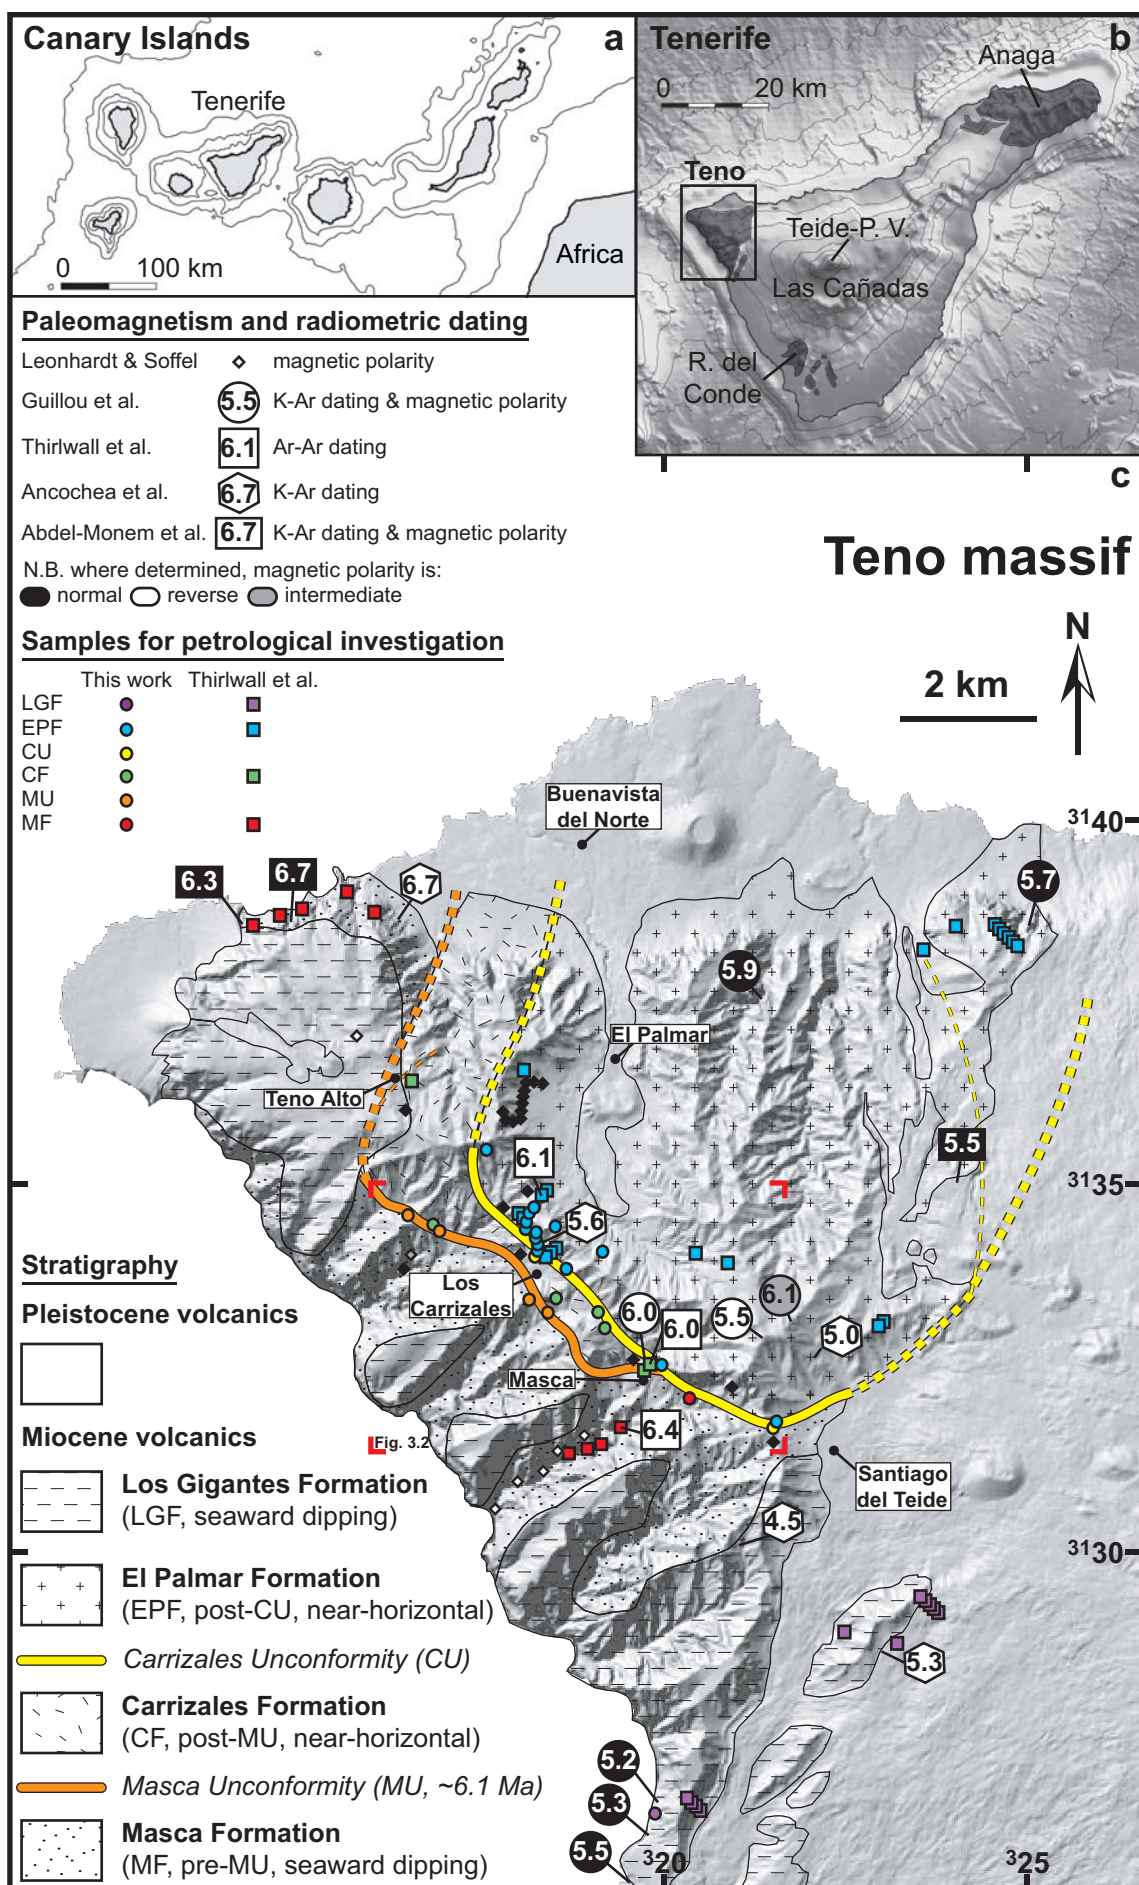 Canary Islands
a
Tenerife
0
100 km
Africa
Tenerife
b
0
20 km
Anaga
Teno
Teide-P. V.
Las Cañadas
R. del
Conde
c
Paleomagnetism and radiometric dating
Leonhardt & Soffel magnetic polarity
Guillou et al. 5.5 K-Ar dating & magnetic polarity
Thirlwall et al. 6.1 Ar-Ar dating
Ancochea et al. 6.7 K-Ar dating
Abdel-Monem et al. 6.7 K-Ar dating & magnetic polarity
N.B. where determined, magnetic polarity is:
normal reverse intermediate
Samples for petrological investigation
This work Thirlwall et al.
LGF
EPF
CU
CF
MU
MF
Teno massif
N
2 km
Buenavista
del Norte
3140
6.3
6.7
6.7
5.7
5.9
El Palmar
Teno Alto
5.5
6.1
3135
5.6
Los
Carrizales
6.0
6.0
5.5
6.1
5.0
Masca
6.4
Fig. 3.2
Santiago
del Teide
4.5
3130
5.3
5.2
5.3
5.5
320
325
Stratigraphy
Pleistocene volcanics
Miocene volcanics
Los Gigantes Formation
(LGF, seaward dipping)
El Palmar Formation
(EPF, post-CU, near-horizontal)
Carrizales Unconformity (CU)
Carrizales Formation
(CF, post-MU, near-horizontal)
Masca Unconformity (MU, ~6.1 Ma)
Masca Formation
(MF, pre-MU, seaward dipping)